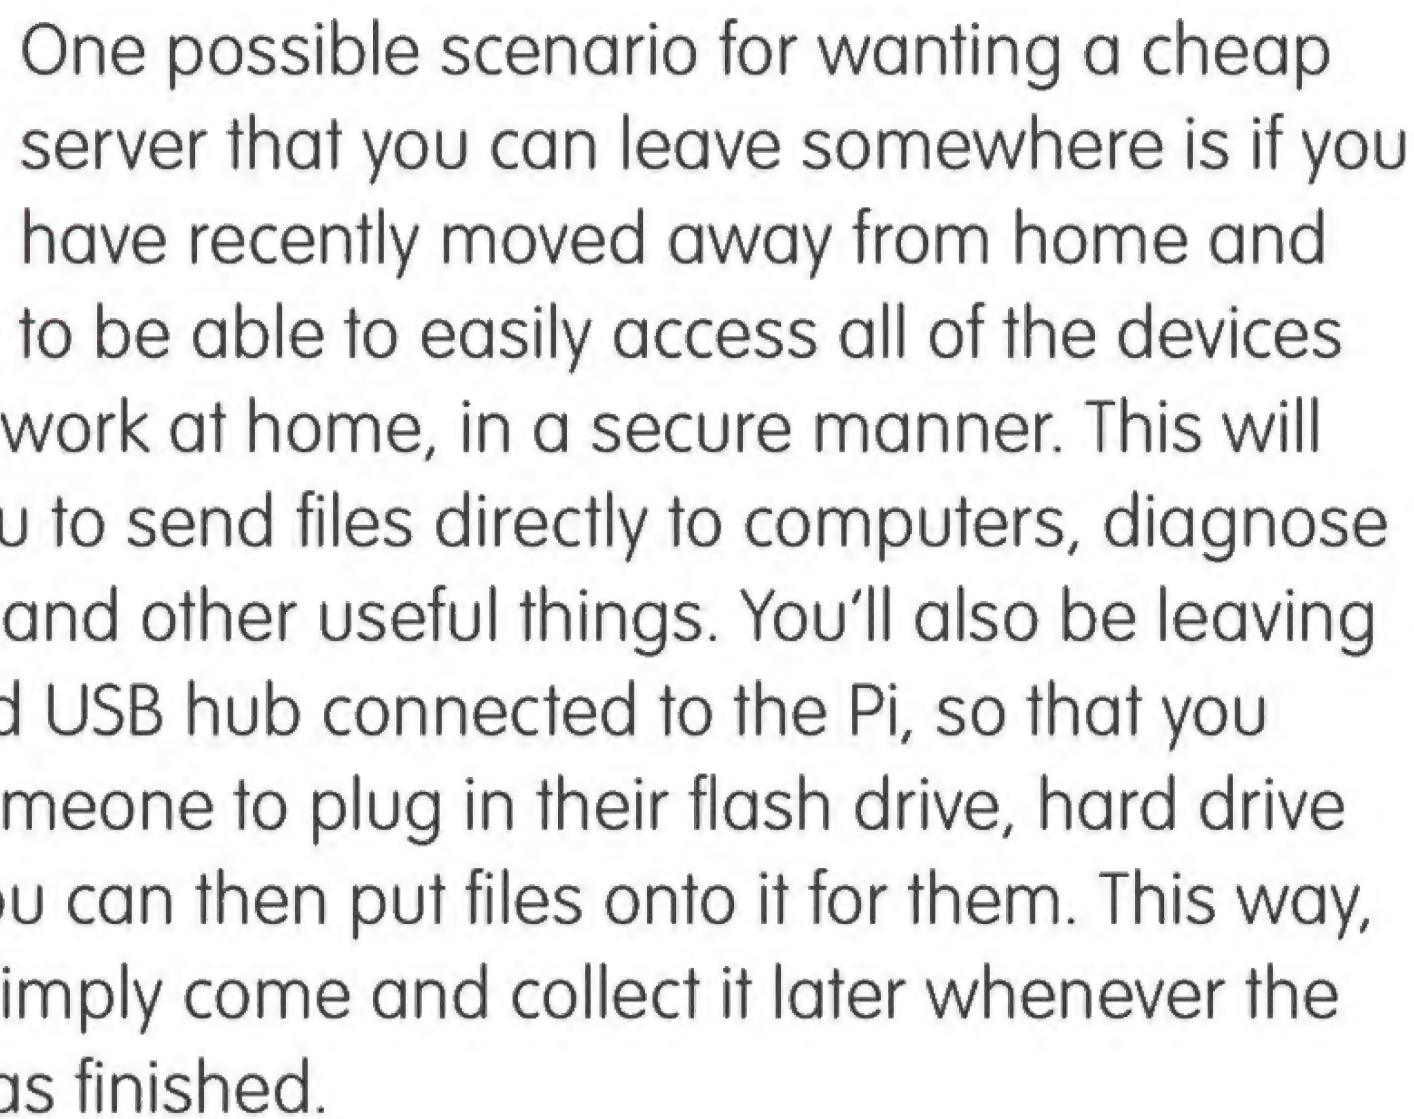 One possible scenario for wanting a cheap
server that you can leave somewhere is if you
have recently moved away from home and
to be able to easily access all of the devices
work at home, in a secure manner. This will
u to send files directly to computers, diagnose
and other useful things. You'll also be leaving
d USB hub connected to the Pi, so that you
meone to plug in their flash drive, hard drive
ou can then put files onto it for them. This way,
imply come and collect it later whenever the
as finished.